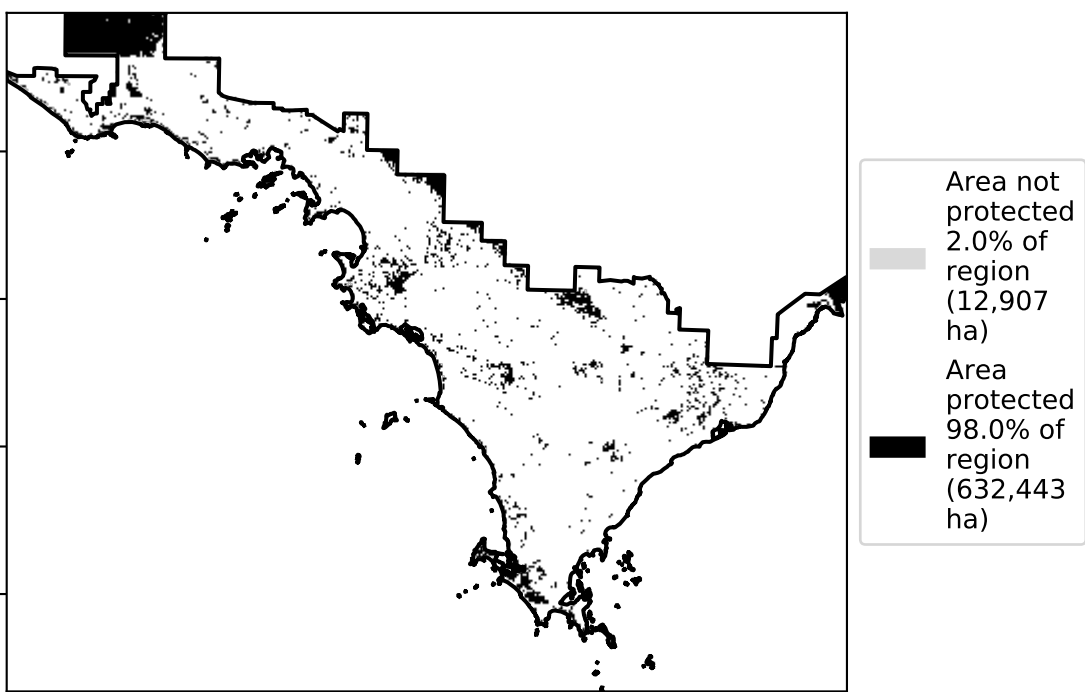 Area not
protected
2.0% of
region
(12,907
ha)
Area
protected
98.0% of
region
(632,443
ha)